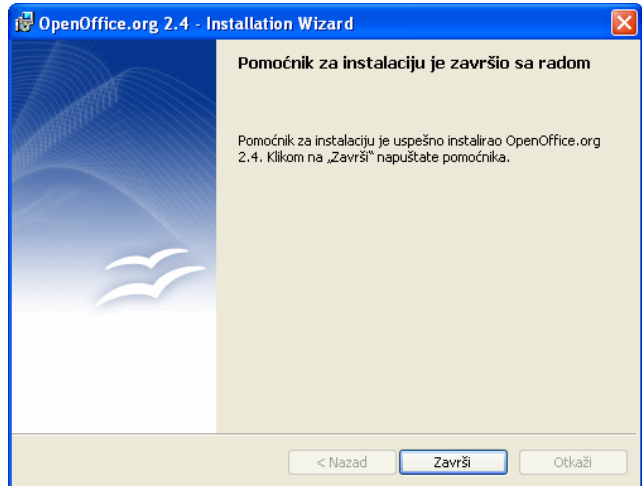 OpenOffice.org 2.4 - Installation Wizard
Pomoćnik za instalaciju je završio sa radom
Pomoćnik za instalaciju je uspešno instalirao OpenOffice.org
2.4. Klikom na „Završi“ napuštate pomoćnika.
< Nazad
Završi
Otkaži